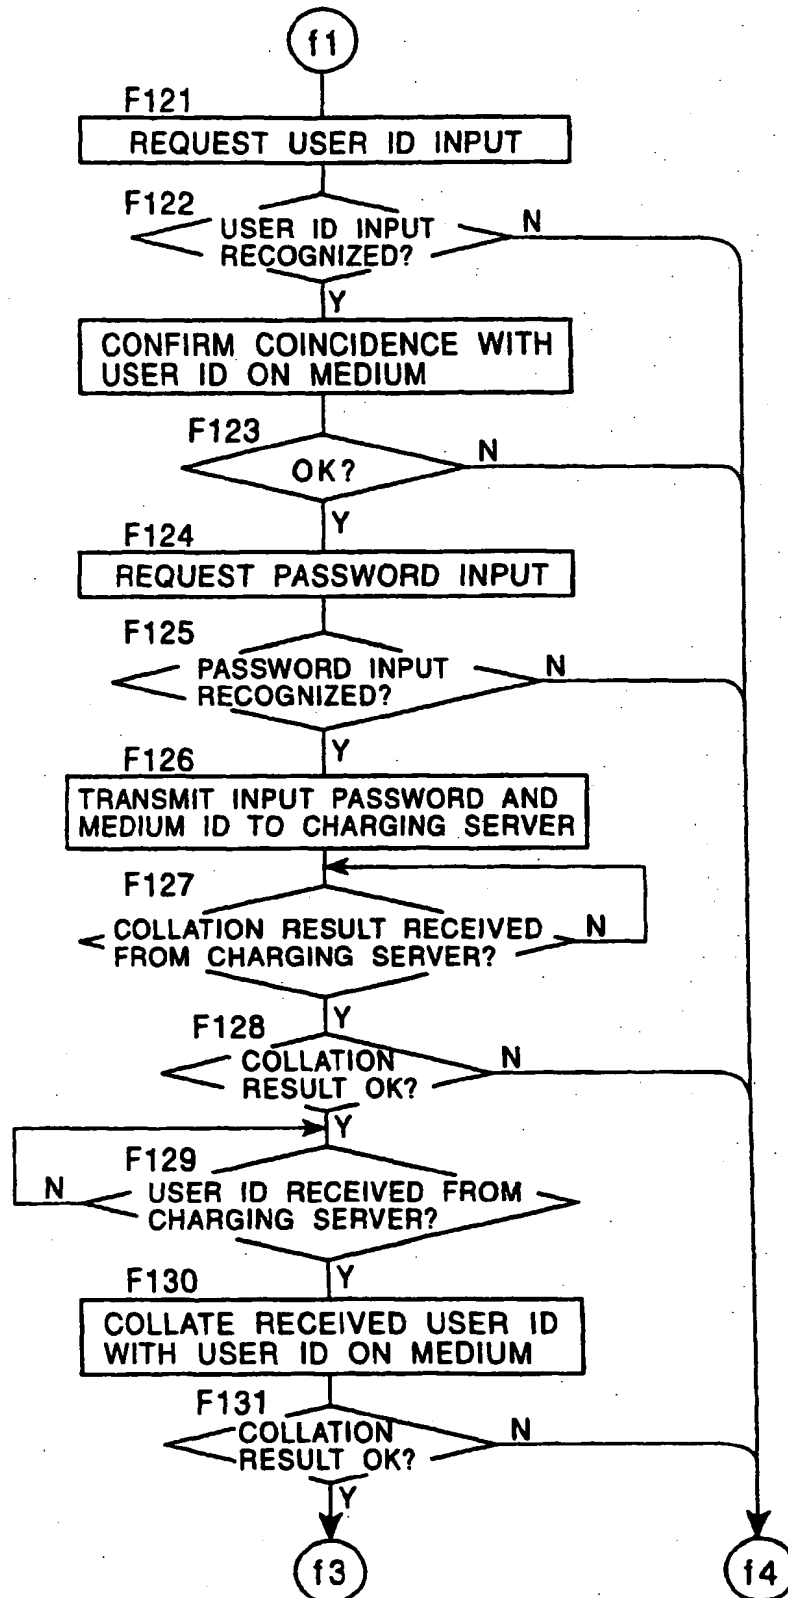 f1
F121
REQUEST USER ID INPUT
F122
USER ID INPUT
RECOGNIZED?
N
Y
CONFIRM COINCIDENCE WITH
USER ID ON MEDIUM
F123
OK?
N
Y
F124
REQUEST PASSWORD INPUT
F125
PASSWORD INPUT
RECOGNIZED?
N
Y
F126
TRANSMIT INPUT PASSWORD AND
MEDIUM ID TO CHARGING SERVER
F127
COLLATION RESULT RECEIVED
FROM CHARGING SERVER?
N
Y
F128
COLLATION
RESULT OK?
N
Y
F129
N
USER ID RECEIVED FROM
CHARGING SERVER?
Y
F130
COLLATE RECEIVED USER ID
WITH USER ID ON MEDIUM
F131
COLLATION
RESULT OK?
N
Y
f3
f4